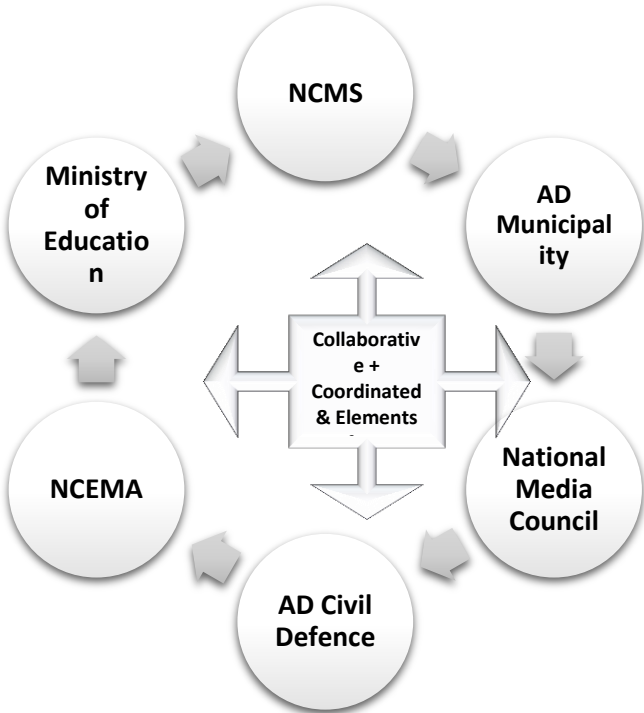 NCMS
AD
Municipal
ity
National
Media
Council
AD Civil
Defence
NCEMA
Ministry
of
Educatio
n
Collaborativ
e +
Coordinated
& Elements